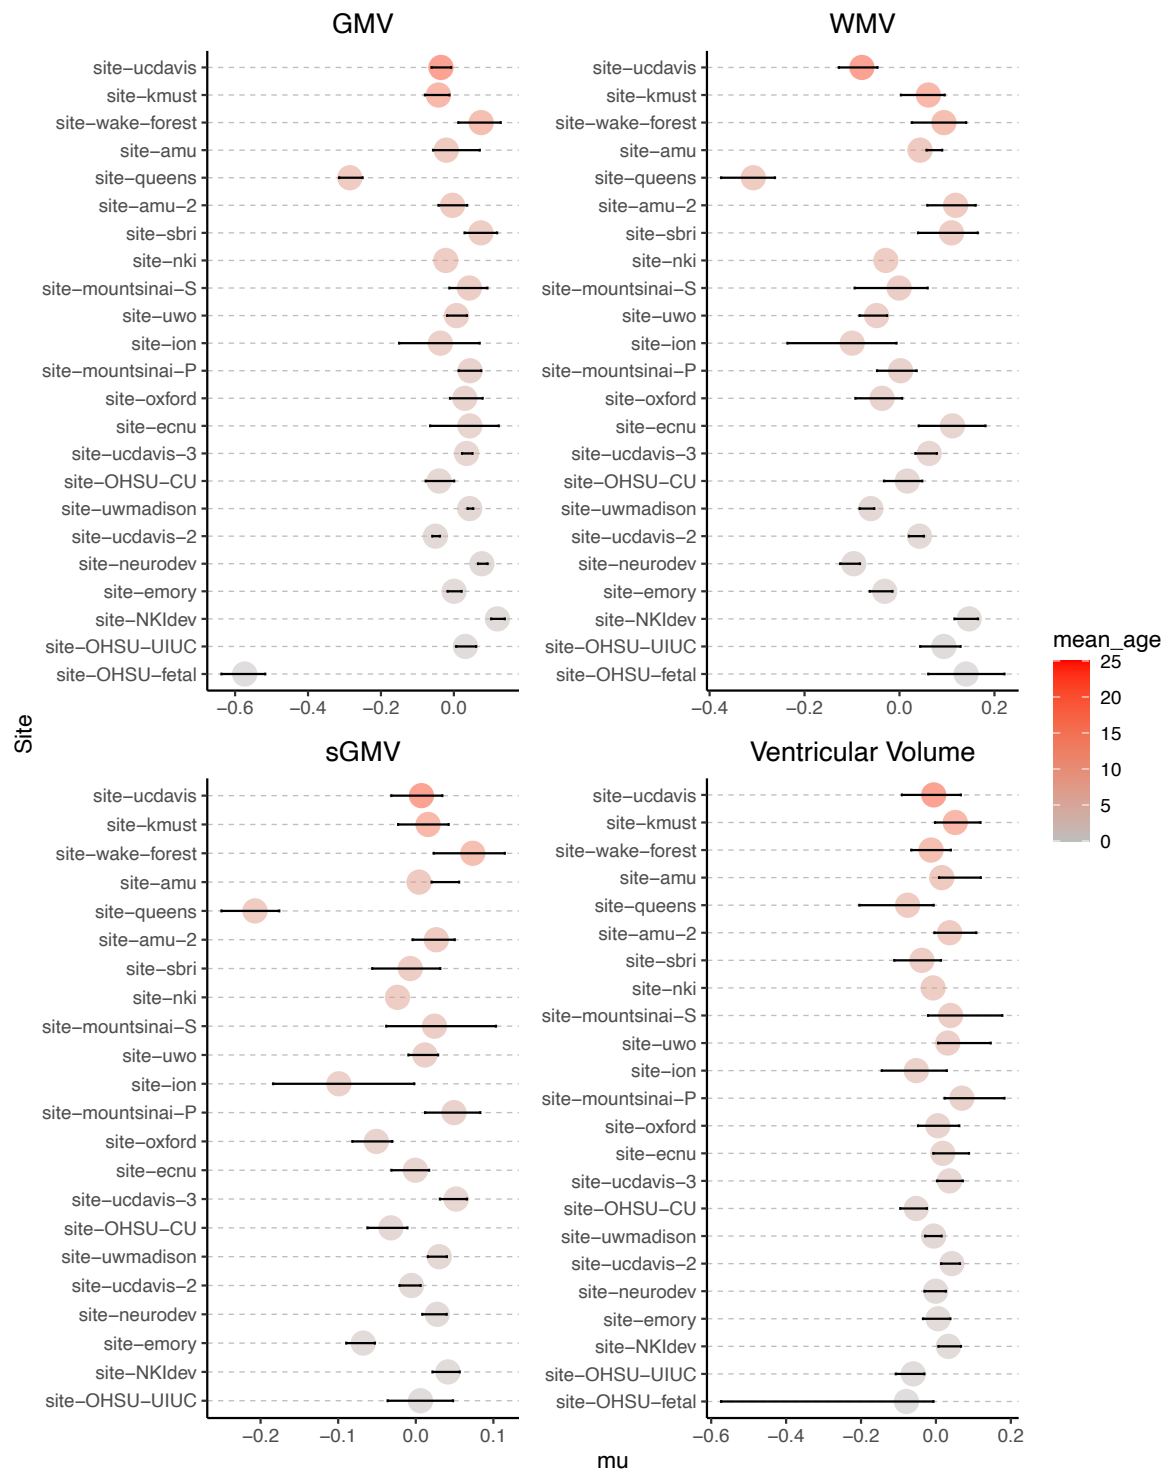 GMV
site−ucdavis
site−kmust
site−wake−forest
site−amu
site−queens
site−amu−2
site−sbri
site−nki
site−mountsinai−S
site−uwo
site−ion
site−mountsinai−P
site−oxford
site−ecnu
site−ucdavis−3
site−OHSU−CU
site−uwmadison
site−ucdavis−2
site−neurodev
site−emory
site−NKIdev
site−OHSU−UIUC
site−OHSU−fetal
−0.6 −0.4 −0.2 0.0
WMV
site−ucdavis
site−kmust
site−wake−forest
site−amu
site−queens
site−amu−2
site−sbri
site−nki
site−mountsinai−S
site−uwo
site−ion
site−mountsinai−P
site−oxford
site−ecnu
site−ucdavis−3
site−OHSU−CU
site−uwmadison
site−ucdavis−2
site−neurodev
site−emory
site−NKIdev
site−OHSU−UIUC
site−OHSU−fetal
−0.4 −0.2 0.0 0.2
Site
sGMV
site−ucdavis
site−kmust
site−wake−forest
site−amu
site−queens
site−amu−2
site−sbri
site−nki
site−mountsinai−S
site−uwo
site−ion
site−mountsinai−P
site−oxford
site−ecnu
site−ucdavis−3
site−OHSU−CU
site−uwmadison
site−ucdavis−2
site−neurodev
site−emory
site−NKIdev
site−OHSU−UIUC
−0.2 −0.1 0.0 0.1
Ventricular Volume
site−ucdavis
site−kmust
site−wake−forest
site−amu
site−queens
site−amu−2
site−sbri
site−nki
site−mountsinai−S
site−uwo
site−ion
site−mountsinai−P
site−oxford
site−ecnu
site−ucdavis−3
site−OHSU−CU
site−uwmadison
site−ucdavis−2
site−neurodev
site−emory
site−NKIdev
site−OHSU−UIUC
site−OHSU−fetal
−0.6 −0.4 −0.2 0.0 0.2
mu
mean_age
25
20
15
10
5
0